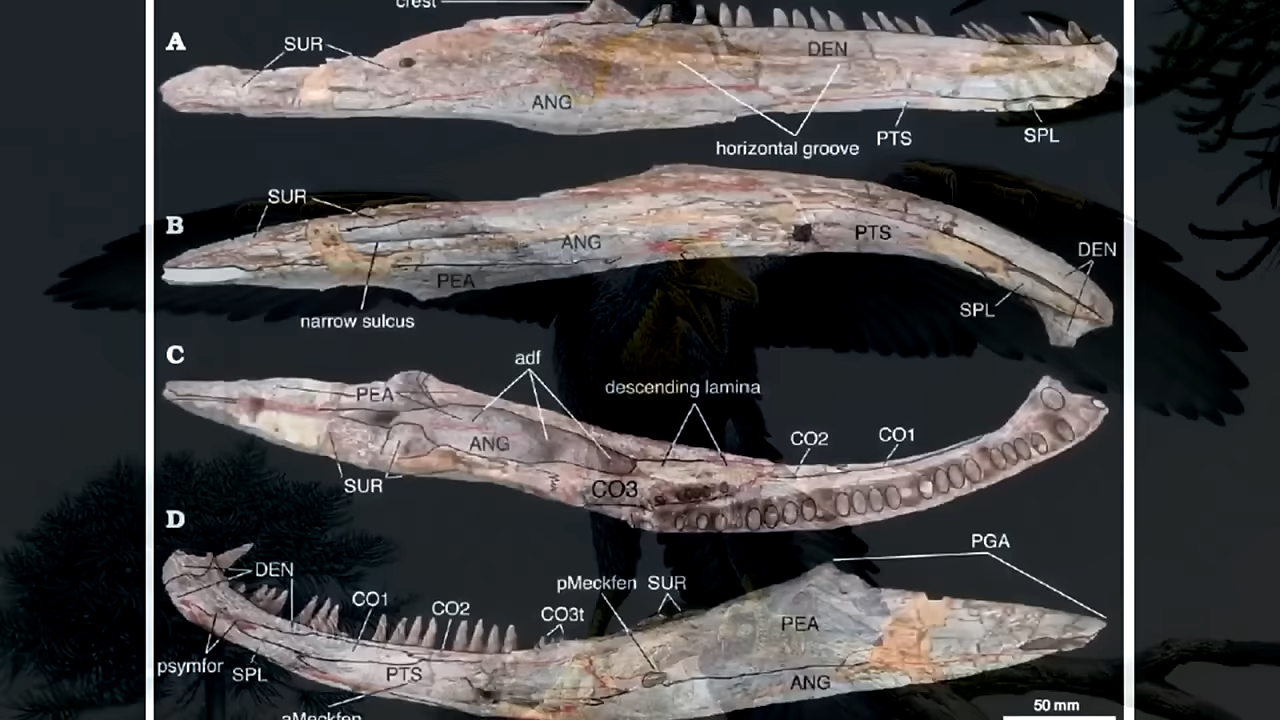 crest
A
SUR
DEN
ANG
horizontal groove
PTS
SPL
B
SUR
ANG
PTS
DEN
PEA
SPL
narrow sulcus
C
adf
PEA
descending lamina
ANG
CO2
CO1
SUR
CO3
D
PGA
DEN
pMeckfen
SUR
CO1
CO2
CO3t
PEA
psymfor
SPL
PTS
ANG
aMeckfen
50 mm